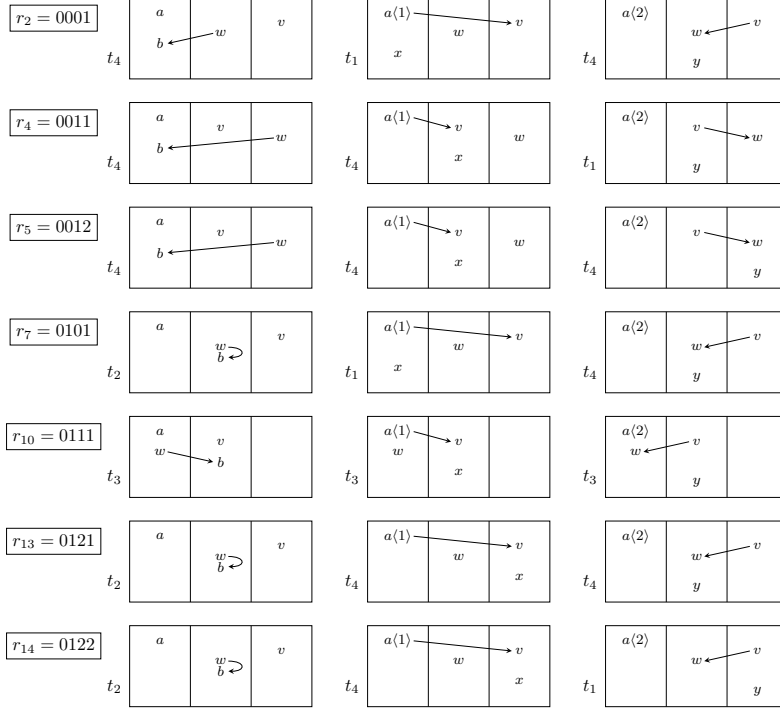 r₂ = 0001 a b w v t₄ a⟨1⟩ x w v t₁ a⟨2⟩ w y v t₄
r₄ = 0011 a b v w t₄ a⟨1⟩ v x w t₄ a⟨2⟩ v y w t₁
r₅ = 0012 a b v w t₄ a⟨1⟩ v x w t₄ a⟨2⟩ v w y t₄
r₇ = 0101 a w b v t₂ a⟨1⟩ x w v t₁ a⟨2⟩ w y v t₄
r₁₀ = 0111 a w v b t₃ a⟨1⟩ w v x t₃ a⟨2⟩ w v y t₃
r₁₃ = 0121 a w b v t₂ a⟨1⟩ w v x t₄ a⟨2⟩ w y v t₄
r₁₄ = 0122 a w b v t₂ a⟨1⟩ w v x t₄ a⟨2⟩ w v y t₁